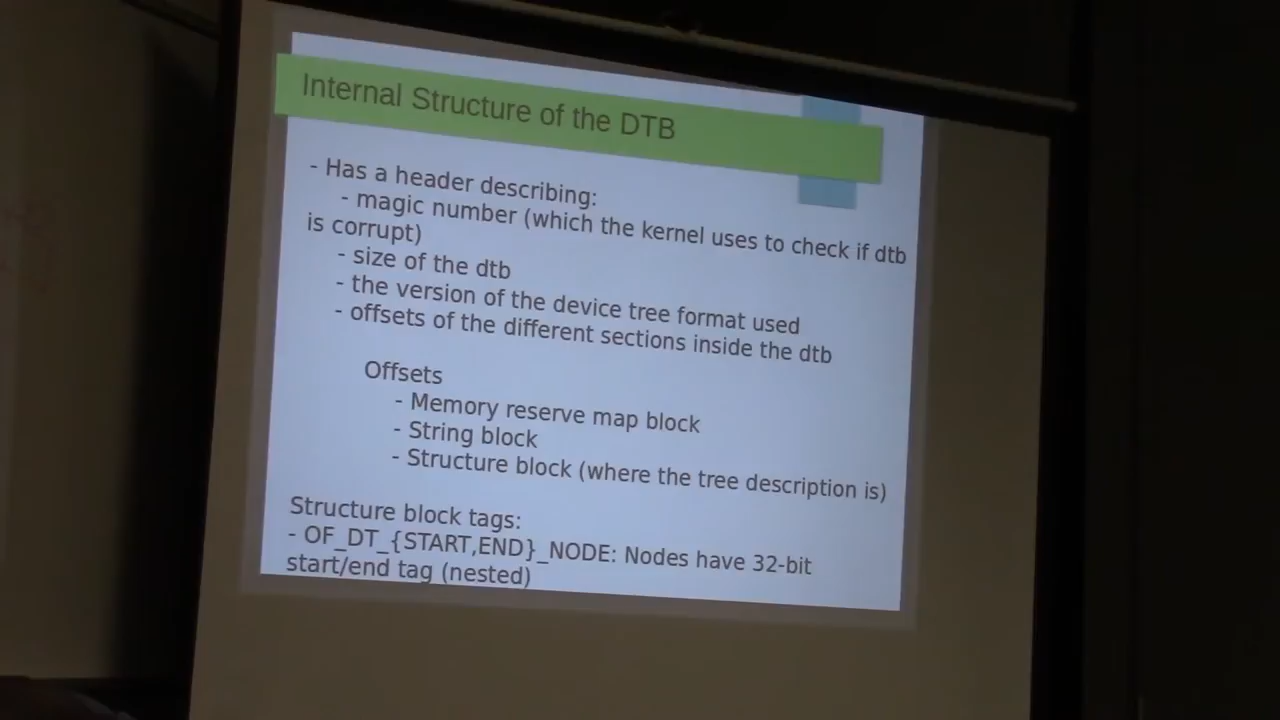 Internal Structure of the DTB
- Has a header describing:
- magic number (which the kernel uses to check if dtb
is corrupt)
- size of the dtb
- the version of the device tree format used
- offsets of the different sections inside the dtb
Offsets
- Memory reserve map block
- String block
- Structure block (where the tree description is)
Structure block tags:
- OF_DT_{START,END}_NODE: Nodes have 32-bit
start/end tag (nested)